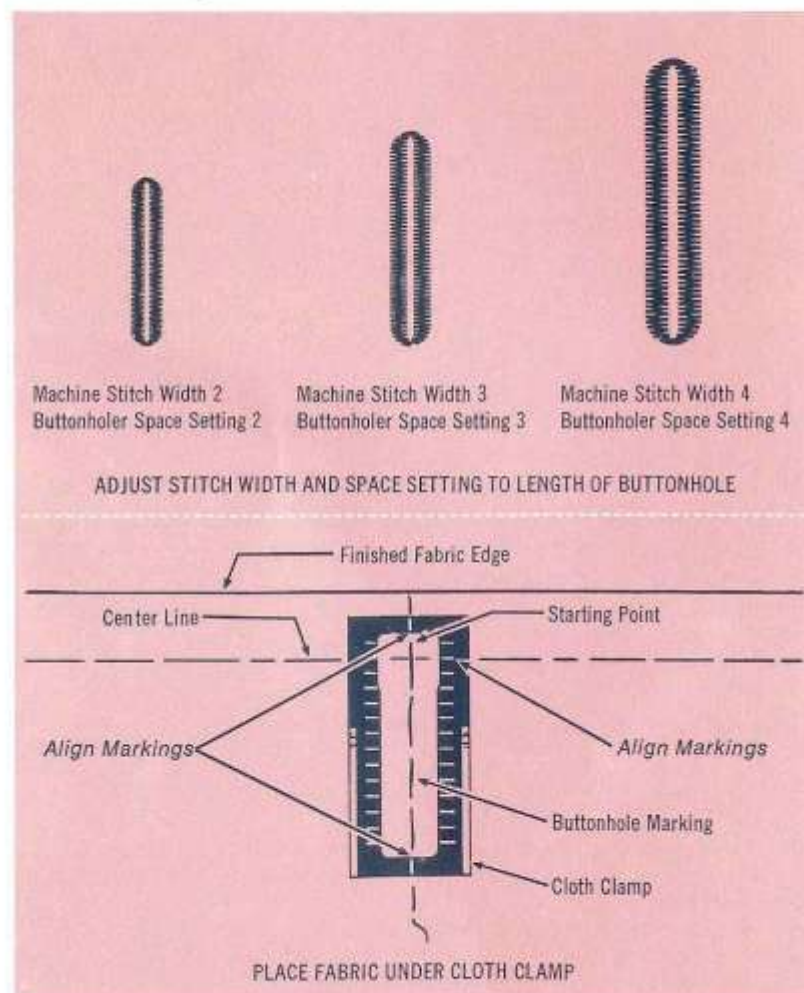 Machine Stitch Width 2
Buttonholer Space Setting 2
Machine Stitch Width 3
Buttonholer Space Setting 3
Machine Stitch Width 4
Buttonholer Space Setting 4
ADJUST STITCH WIDTH AND SPACE SETTING TO LENGTH OF BUTTONHOLE
Finished Fabric Edge
Center Line
Starting Point
Align Markings
Align Markings
Buttonhole Marking
Cloth Clamp
PLACE FABRIC UNDER CLOTH CLAMP